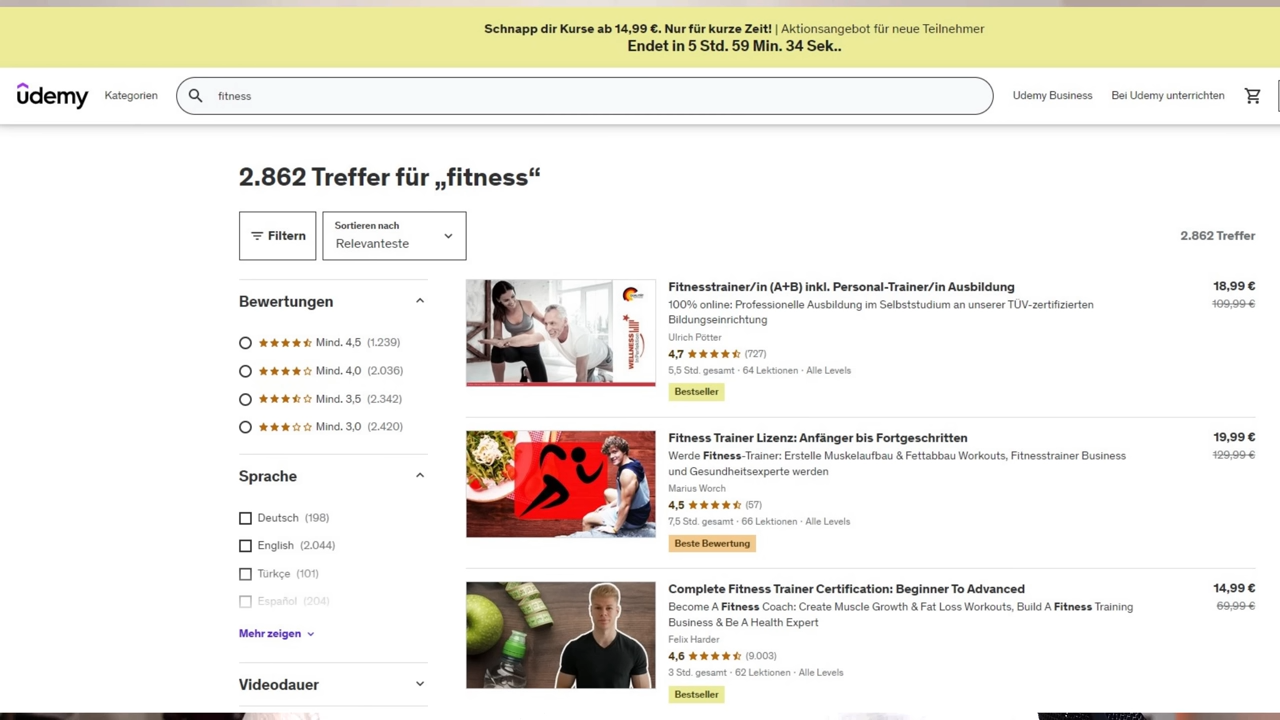 Schnapp dir Kurse ab 14,99 €. Nur für kurze Zeit! | Aktionsangebot für neue Teilnehmer
Endet in 5 Std. 59 Min. 34 Sek..
udemy
Kategorien
fitness
Udemy Business
Bei Udemy unterrichten
2.862 Treffer für „fitness“
Filtern
Sortieren nach
Relevanteste
2.862 Treffer
Bewertungen
Mind. 4,5 (1.239)
Mind. 4,0 (2.036)
Mind. 3,5 (2.342)
Mind. 3,0 (2.420)
Sprache
Deutsch (198)
English (2.044)
Türkçe (101)
Español (204)
Mehr zeigen
Videodauer
WELLNESS
Fitnesstrainer/in (A+B) inkl. Personal-Trainer/in Ausbildung
18,99 €
100% online: Professionelle Ausbildung im Selbststudium an unserer TÜV-zertifizierten
109,99 €
Bildungseinrichtung
Ulrich Pötter
4,7 (727)
5,5 Std. gesamt · 64 Lektionen · Alle Levels
Bestseller
Fitness Trainer Lizenz: Anfänger bis Fortgeschritten
19,99 €
Werde Fitness-Trainer: Erstelle Muskelaufbau & Fettabbau Workouts, Fitnesstrainer Business
129,99 €
und Gesundheitsexperte werden
Marius Worch
4,5 (57)
7,5 Std. gesamt · 66 Lektionen · Alle Levels
Beste Bewertung
Complete Fitness Trainer Certification: Beginner To Advanced
14,99 €
Become A Fitness Coach: Create Muscle Growth & Fat Loss Workouts, Build A Fitness Training
69,99 €
Business & Be A Health Expert
Felix Harder
4,6 (9.003)
3 Std. gesamt · 62 Lektionen · Alle Levels
Bestseller